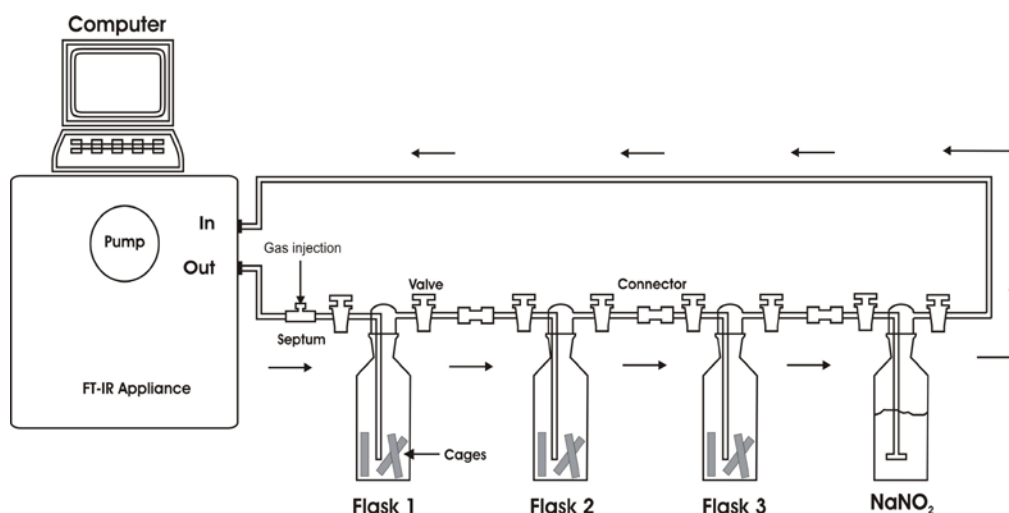 Computer
In
Pump
Gas injection
Out
Valve
Connector
Septum
FT-IR Appliance
Cages
Flask 1
Flask 2
Flask 3
NaNO₂